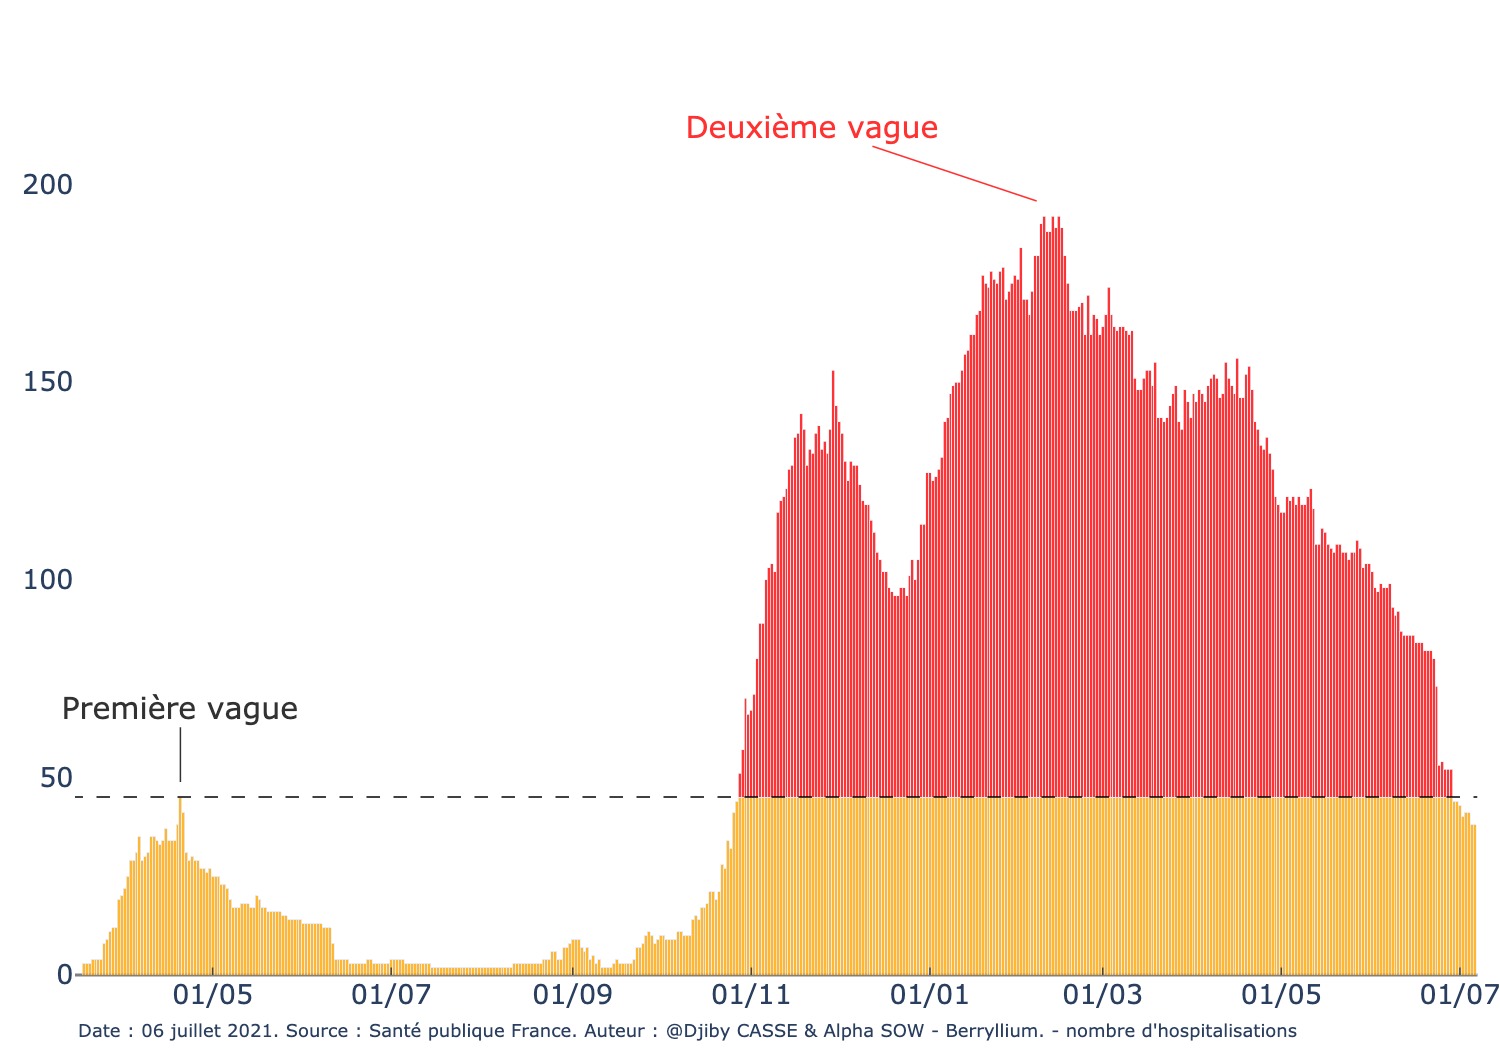 Deuxième vague
200
150
100
Première vague
50
0
01/05 01/07 01/09 01/11 01/01 01/03 01/05 01/07
Date : 06 juillet 2021. Source : Santé publique France. Auteur : @Djiby CASSE & Alpha SOW - Berryllium. - nombre d'hospitalisations